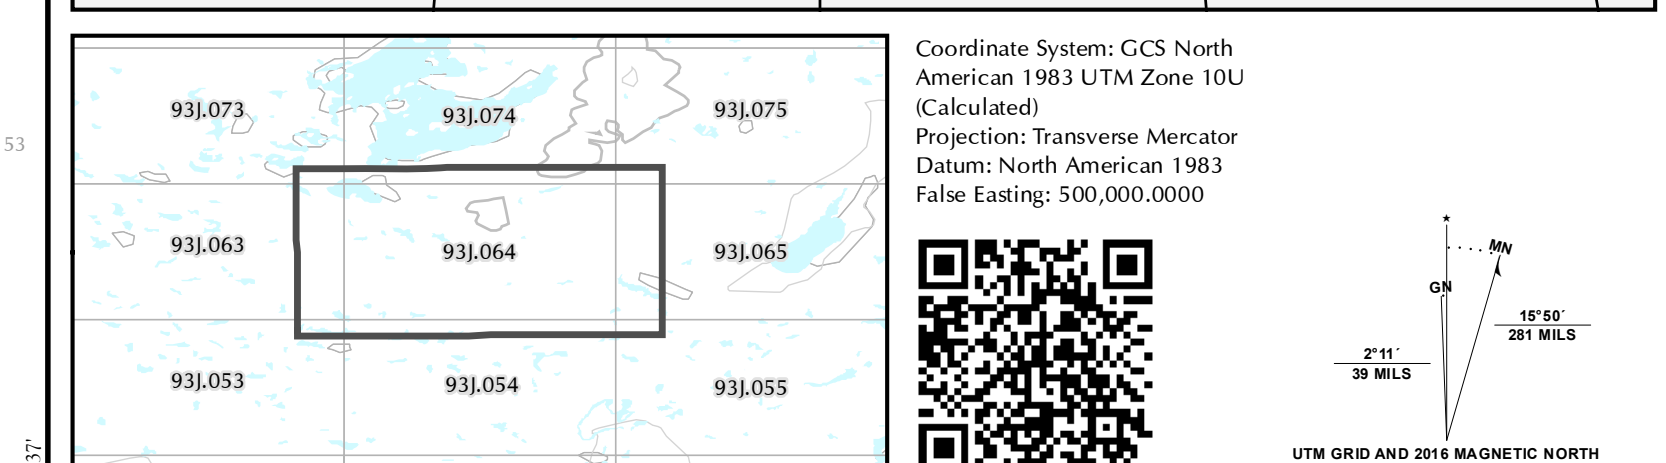 53
37'
93J.073
93J.074
93J.075
93J.063
93J.064
93J.065
93J.053
93J.054
93J.055
Coordinate System: GCS North
American 1983 UTM Zone 10U
(Calculated)
Projection: Transverse Mercator
Datum: North American 1983
False Easting: 500,000.0000
MN
GN
15°50´
281 MILS
2°11´
39 MILS
UTM GRID AND 2016 MAGNETIC NORTH